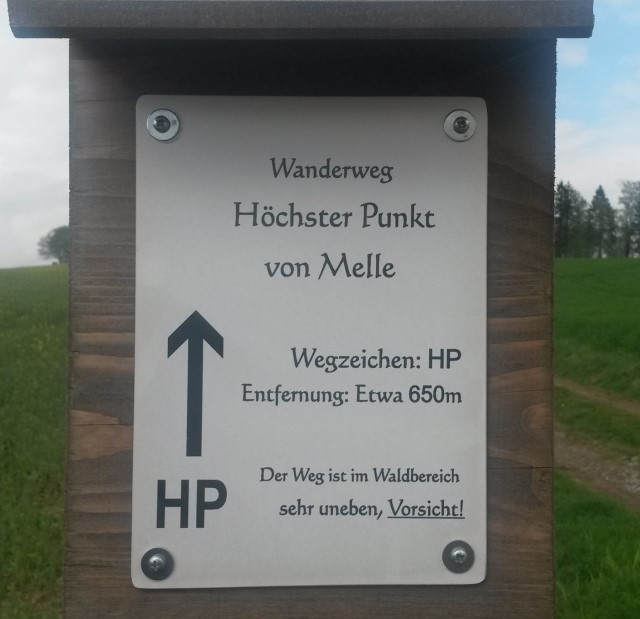 Wanderweg
Höchster Punkt
von Melle
Wegzeichen: HP
Entfernung: Etwa 650m
HP
Der Weg ist im Waldbereich
sehr uneben, Vorsicht!